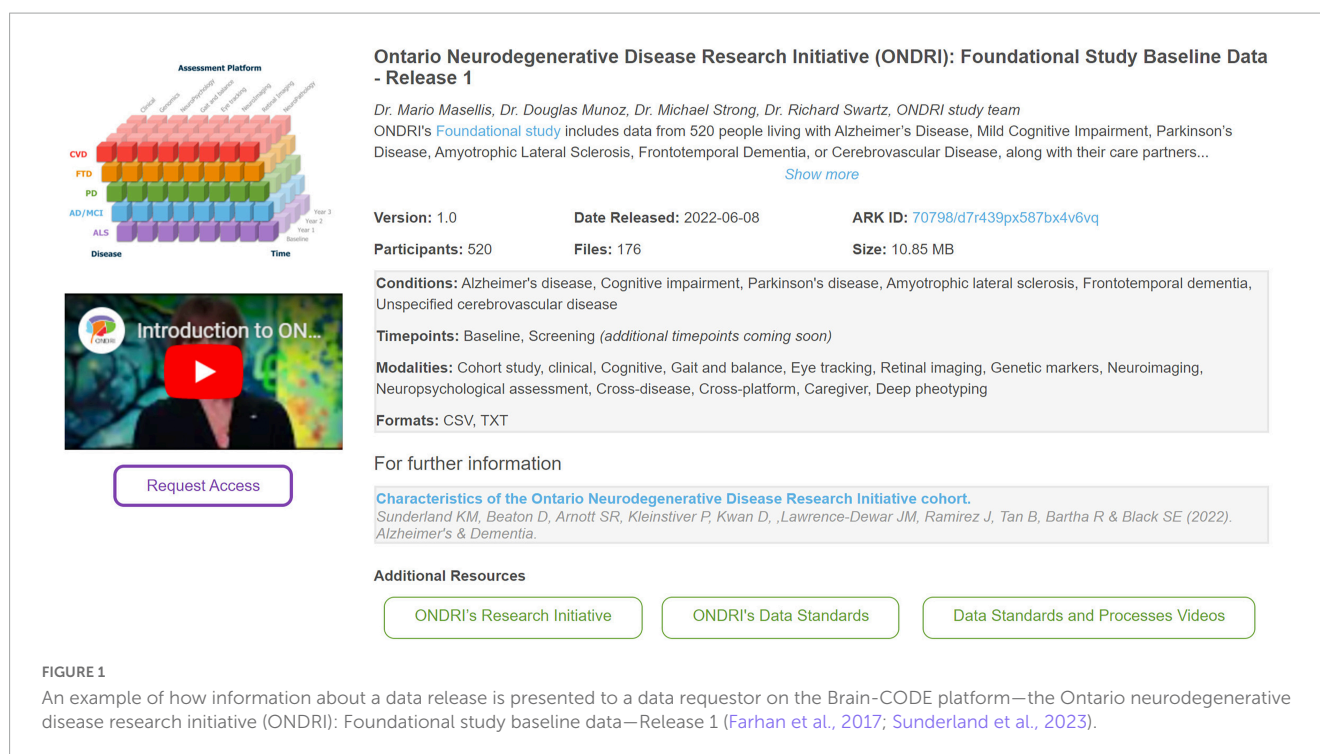 Assessment Platform
Clinical
Genomics
NeuroPsychology
Gait and balance
Eye tracking
Neuroimaging
Retinal Imaging
NeuroPathology
CVD
FTD
PD
AD/MCI
ALS
Year 3
Year 2
Year 1
Baseline
Disease
Time
ONDRI
Introduction to ON...
Request Access
Ontario Neurodegenerative Disease Research Initiative (ONDRI): Foundational Study Baseline Data
- Release 1
Dr. Mario Masellis, Dr. Douglas Munoz, Dr. Michael Strong, Dr. Richard Swartz, ONDRI study team
ONDRI's Foundational study includes data from 520 people living with Alzheimer's Disease, Mild Cognitive Impairment, Parkinson's
Disease, Amyotrophic Lateral Sclerosis, Frontotemporal Dementia, or Cerebrovascular Disease, along with their care partners...
Show more
Version: 1.0 Date Released: 2022-06-08 ARK ID: 70798/d7r439px587bx4v6vq
Participants: 520 Files: 176 Size: 10.85 MB
Conditions: Alzheimer's disease, Cognitive impairment, Parkinson's disease, Amyotrophic lateral sclerosis, Frontotemporal dementia,
Unspecified cerebrovascular disease
Timepoints: Baseline, Screening (additional timepoints coming soon)
Modalities: Cohort study, clinical, Cognitive, Gait and balance, Eye tracking, Retinal imaging, Genetic markers, Neuroimaging,
Neuropsychological assessment, Cross-disease, Cross-platform, Caregiver, Deep pheotyping
Formats: CSV, TXT
For further information
Characteristics of the Ontario Neurodegenerative Disease Research Initiative cohort.
Sunderland KM, Beaton D, Arnott SR, Kleinstiver P, Kwan D, ,Lawrence-Dewar JM, Ramirez J, Tan B, Bartha R & Black SE (2022).
Alzheimer's & Dementia.
Additional Resources
ONDRI's Research Initiative ONDRI's Data Standards Data Standards and Processes Videos
FIGURE 1
An example of how information about a data release is presented to a data requestor on the Brain-CODE platform—the Ontario neurodegenerative
disease research initiative (ONDRI): Foundational study baseline data—Release 1 (Farhan et al., 2017; Sunderland et al., 2023).